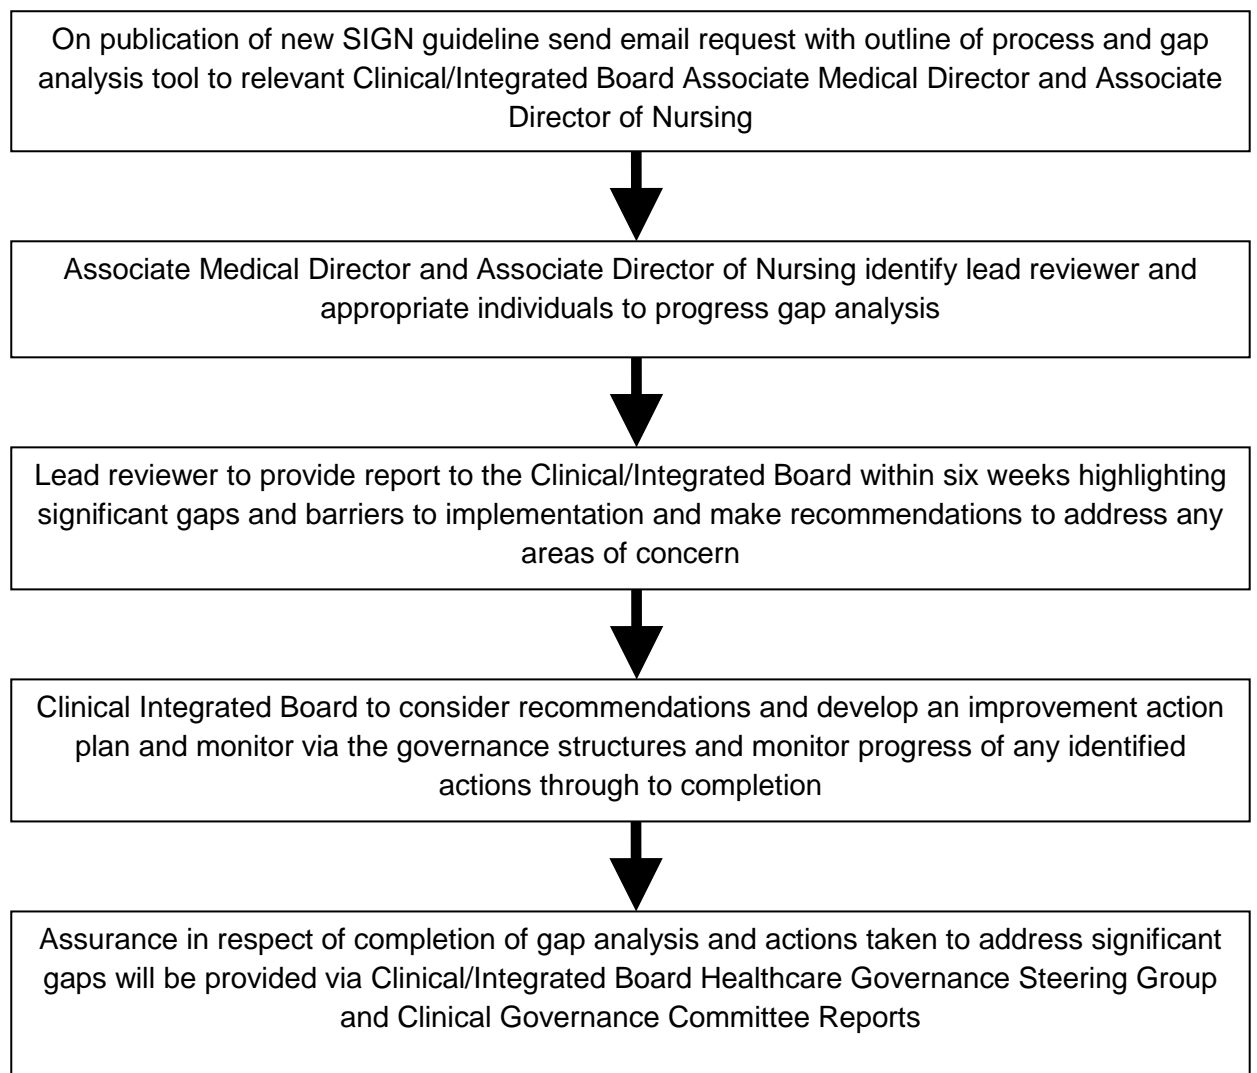 On publication of new SIGN guideline send email request with outline of process and gap
analysis tool to relevant Clinical/Integrated Board Associate Medical Director and Associate
Director of Nursing
Associate Medical Director and Associate Director of Nursing identify lead reviewer and
appropriate individuals to progress gap analysis
Lead reviewer to provide report to the Clinical/Integrated Board within six weeks highlighting
significant gaps and barriers to implementation and make recommendations to address any
areas of concern
Clinical Integrated Board to consider recommendations and develop an improvement action
plan and monitor via the governance structures and monitor progress of any identified
actions through to completion
Assurance in respect of completion of gap analysis and actions taken to address significant
gaps will be provided via Clinical/Integrated Board Healthcare Governance Steering Group
and Clinical Governance Committee Reports